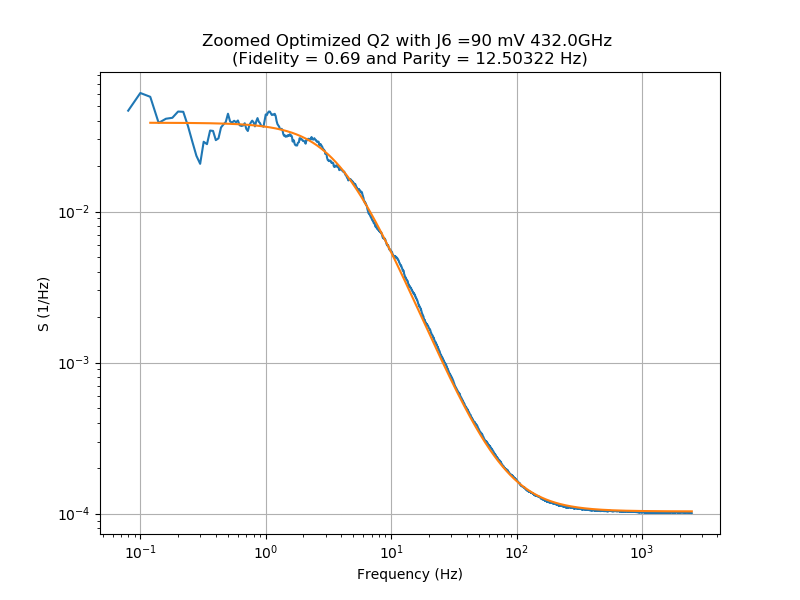 Zoomed Optimized Q2 with J6 =90 mV 432.0GHz
(Fidelity = 0.69 and Parity = 12.50322 Hz)
S (1/Hz)
10⁻²
10⁻³
10⁻⁴
10⁻¹
10⁰
10¹
10²
10³
Frequency (Hz)